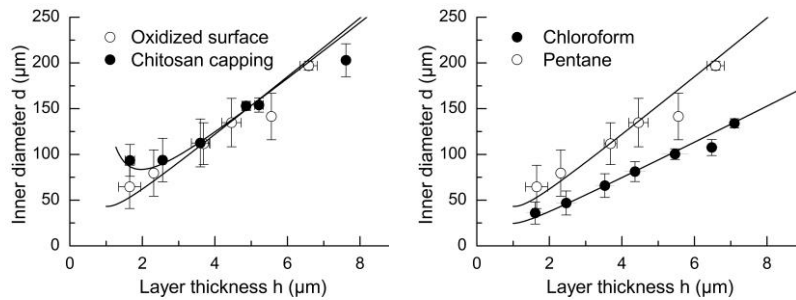 250
200
150
100
50
0
Inner diameter d (µm)
Oxidized surface
Chitosan capping
0 2 4 6 8
Layer thickness h (µm)
250
200
150
100
50
0
Inner diameter d (µm)
Chloroform
Pentane
0 2 4 6 8
Layer thickness h (µm)